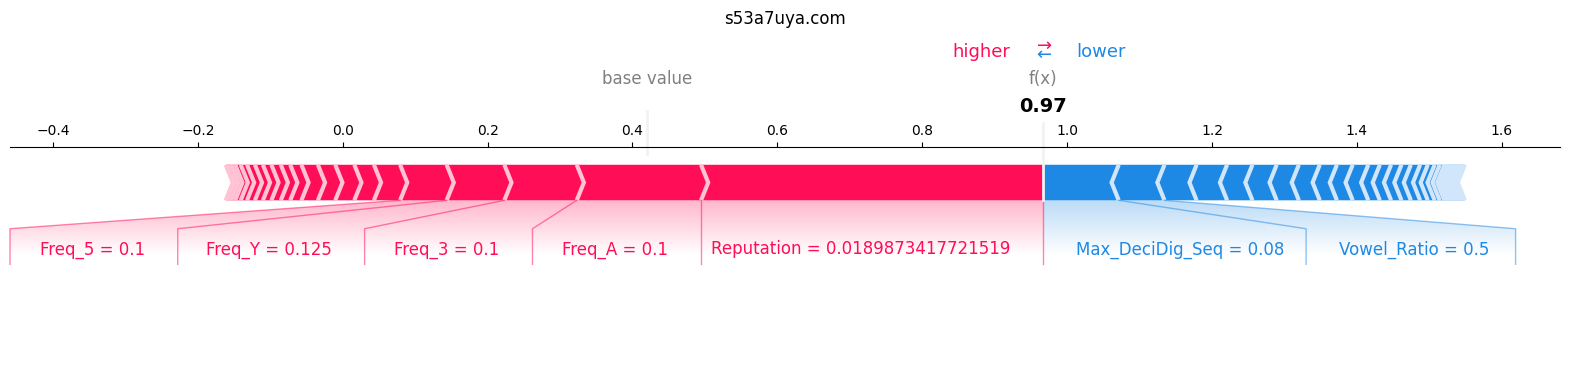 s53a7uya.com
higher → ← lower
base value f(x)
0.97
−0.4 −0.2 0.0 0.2 0.4 0.6 0.8 1.0 1.2 1.4 1.6
Freq_5 = 0.1 Freq_Y = 0.125 Freq_3 = 0.1 Freq_A = 0.1 Reputation = 0.0189873417721519 Max_DeciDig_Seq = 0.08 Vowel_Ratio = 0.5